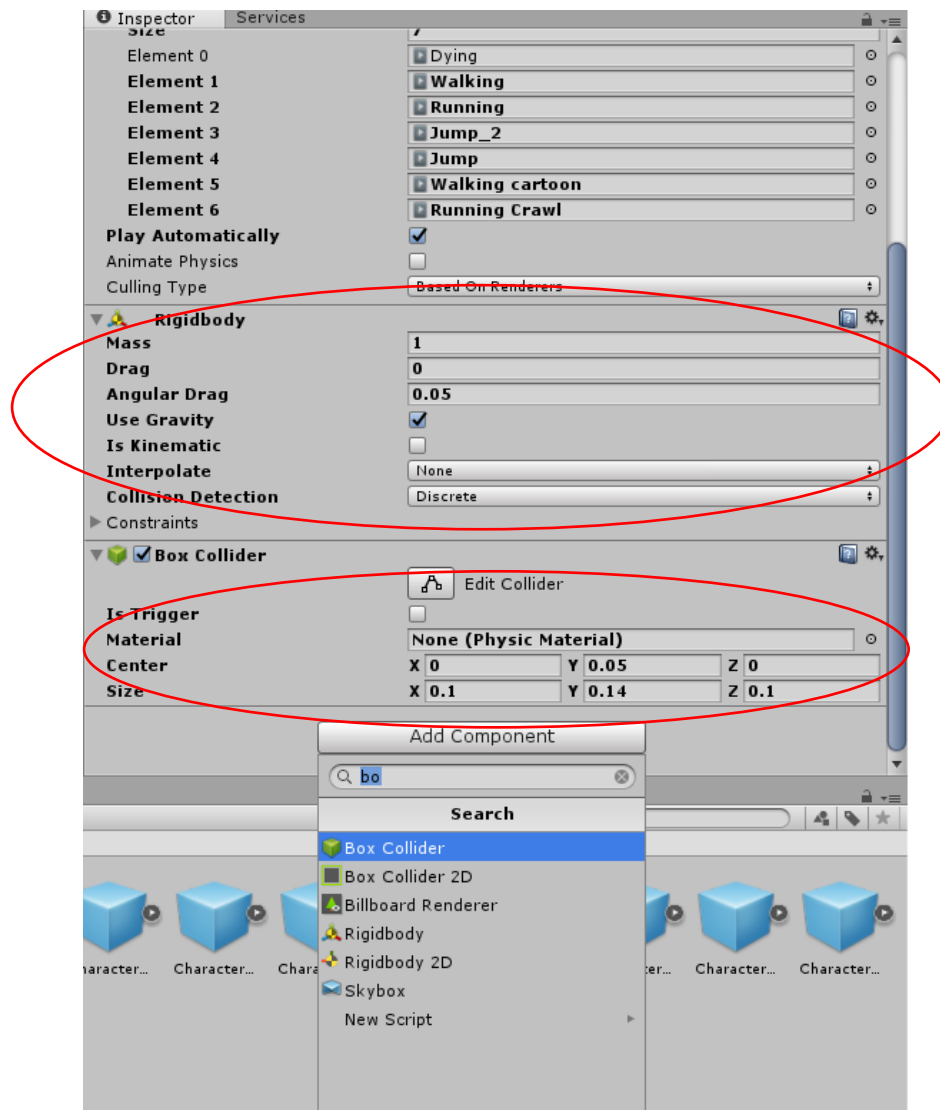 Inspector Services
Size 7
Element 0 Dying
Element 1 Walking
Element 2 Running
Element 3 Jump_2
Element 4 Jump
Element 5 Walking cartoon
Element 6 Running Crawl
Play Automatically
Animate Physics
Culling Type Based On Renderers
Rigidbody
Mass 1
Drag 0
Angular Drag 0.05
Use Gravity
Is Kinematic
Interpolate None
Collision Detection Discrete
Constraints
Box Collider
Edit Collider
Is Trigger
Material None (Physic Material)
Center X 0 Y 0.05 Z 0
Size X 0.1 Y 0.14 Z 0.1
Add Component
bo
Search
Box Collider
Box Collider 2D
Billboard Renderer
Rigidbody
Rigidbody 2D
Skybox
New Script
haracter... Character... Chara er... Character... Character...